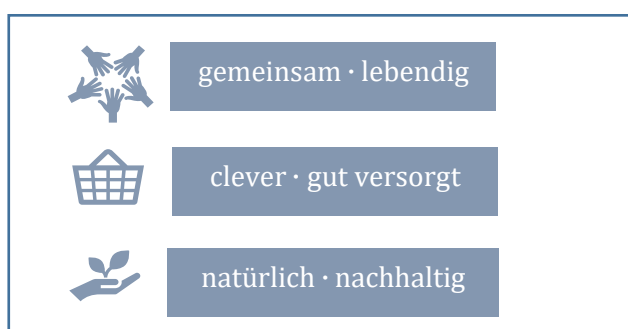 gemeinsam · lebendig
clever · gut versorgt
natürlich · nachhaltig